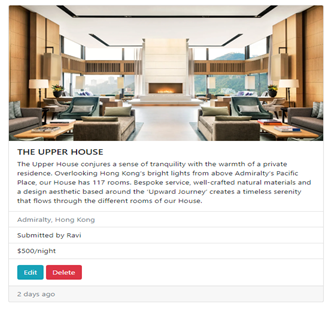 THE UPPER HOUSE
The Upper House conjures a sense of tranquility with the warmth of a private
residence. Overlooking Hong Kong's bright lights from above Admiralty's Pacific
Place, our House has 117 rooms. Bespoke service, well-crafted natural materials and
a design aesthetic based around the 'Upward Journey' creates a timeless serenity
that flows through the different rooms of our House.
Admiralty, Hong Kong
Submitted by Ravi
$500/night
Edit Delete
2 days ago